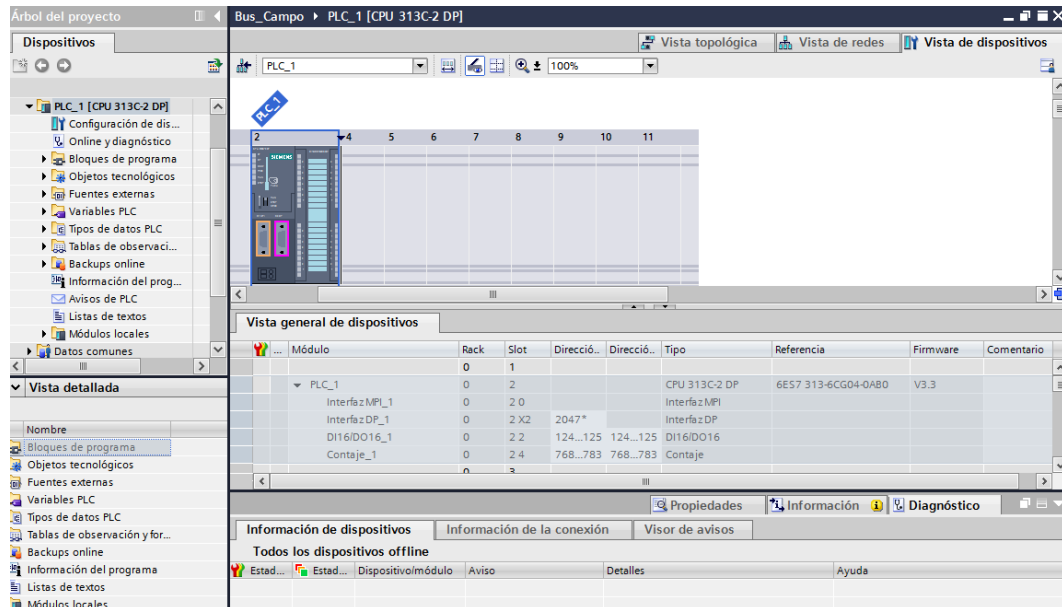 Árbol del proyecto
Bus_Campo PLC_1 [CPU 313C-2 DP]
Dispositivos
Vista topológica Vista de redes Vista de dispositivos
PLC_1 100%
PLC_1 [CPU 313C-2 DP]
Configuración de dis...
Online y diagnóstico
Bloques de programa
Objetos tecnológicos
Fuentes externas
Variables PLC
Tipos de datos PLC
Tablas de observaci...
Backups online
Información del prog...
Avisos de PLC
Listas de textos
Módulos locales
Datos comunes
PLC_1
2 4 5 6 7 8 9 10 11
SIEMENS
Vista general de dispositivos
... Módulo Rack Slot Direcció... Direcció... Tipo Referencia Firmware Comentario
0 1
PLC_1 0 2 CPU 313C-2 DP 6ES7 313-6CG04-0AB0 V3.3
Interfaz MPI_1 0 2 0 Interfaz MPI
Interfaz DP_1 0 2 X2 2047* Interfaz DP
DI16/DO16_1 0 2 2 124...125 124...125 DI16/DO16
Contaje_1 0 2 4 768...783 768...783 Contaje
0 3
Vista detallada
Nombre
Bloques de programa
Objetos tecnológicos
Fuentes externas
Variables PLC
Tipos de datos PLC
Tablas de observación y for...
Backups online
Información del programa
Listas de textos
Módulos locales
Propiedades Información Diagnóstico
Información de dispositivos Información de la conexión Visor de avisos
Todos los dispositivos offline
Estad... Estad... Dispositivo/módulo Aviso Detalles Ayuda